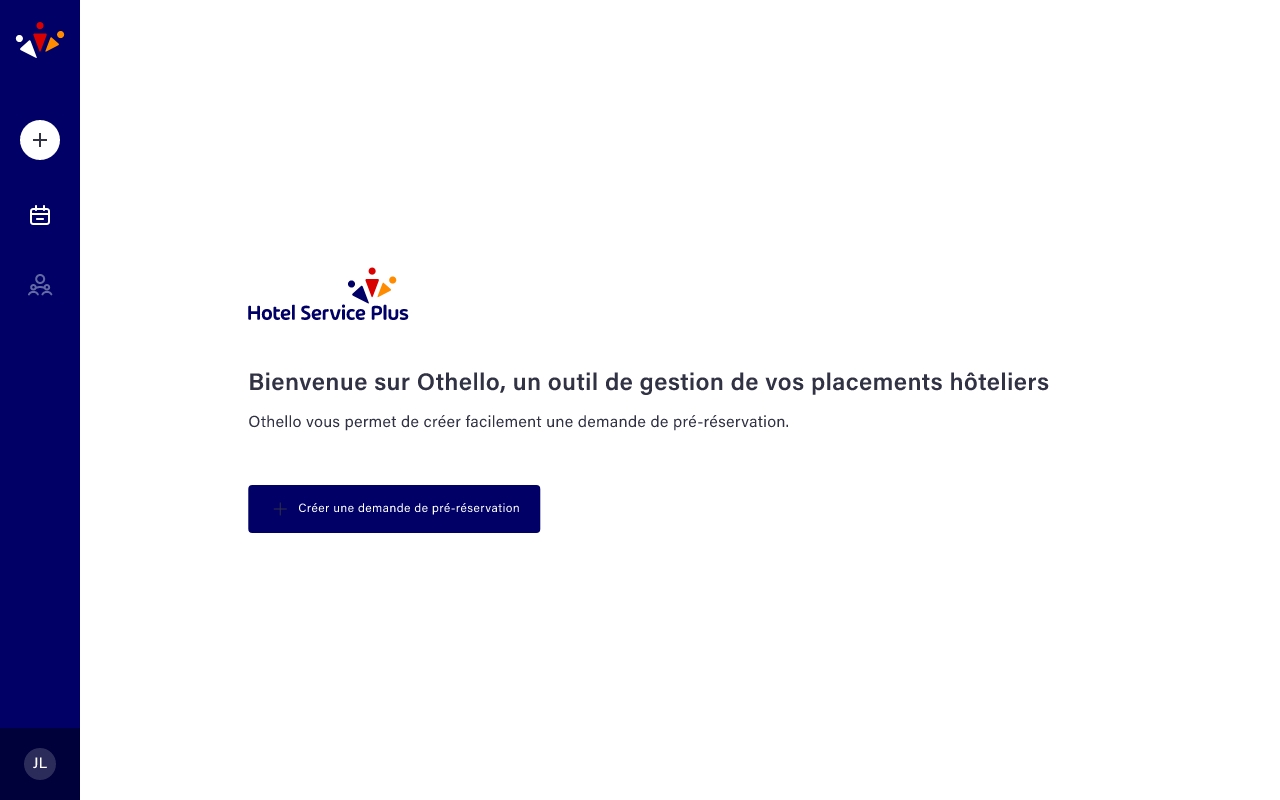 Hotel Service Plus
Bienvenue sur Othello, un outil de gestion de vos placements hôteliers
Othello vous permet de créer facilement une demande de pré-réservation.
Créer une demande de pré-réservation
JL